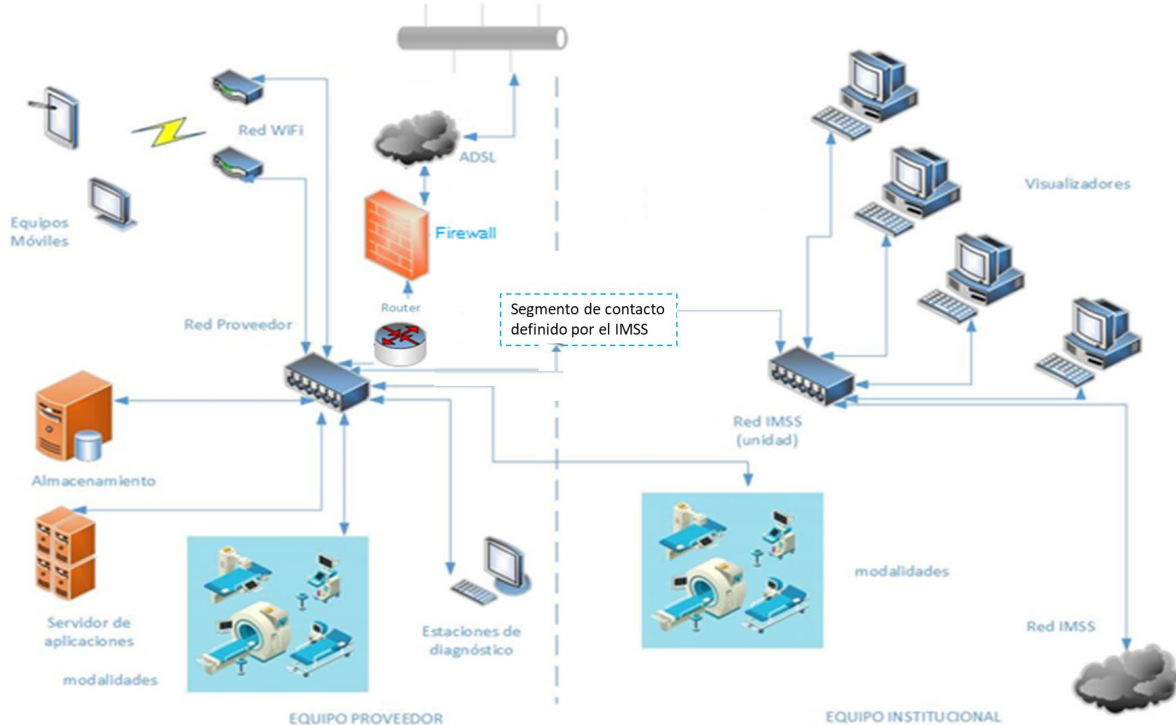 Red WiFi
ADSL
Equipos
Móviles
Firewall
Router
Red Proveedor
Segmento de contacto
definido por el IMSS
Visualizadores
Red IMSS
(unidad)
Almacenamiento
Servidor de
aplicaciones
modalidades
Estaciones de
diagnóstico
EQUIPO PROVEEDOR
modalidades
Red IMSS
EQUIPO INSTITUCIONAL